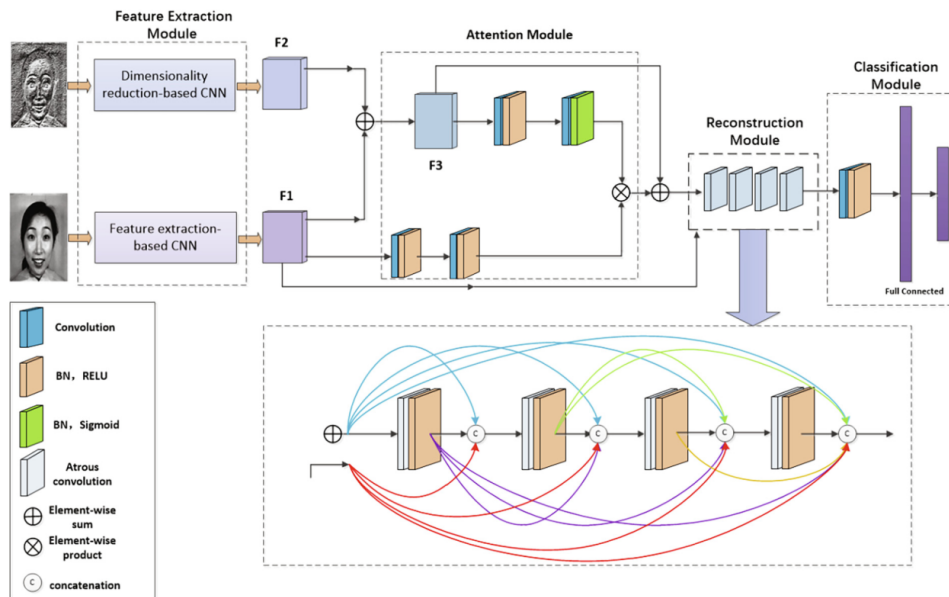 Feature Extraction
Module
Dimensionality
reduction-based CNN
F2
Attention Module
F3
Classification
Module
Reconstruction
Module
F1
Feature extraction-
based CNN
Full Connected
Convolution
BN, RELU
BN, Sigmoid
Atrous
convolution
Element-wise
sum
Element-wise
product
C
concatenation
C
C
C
C